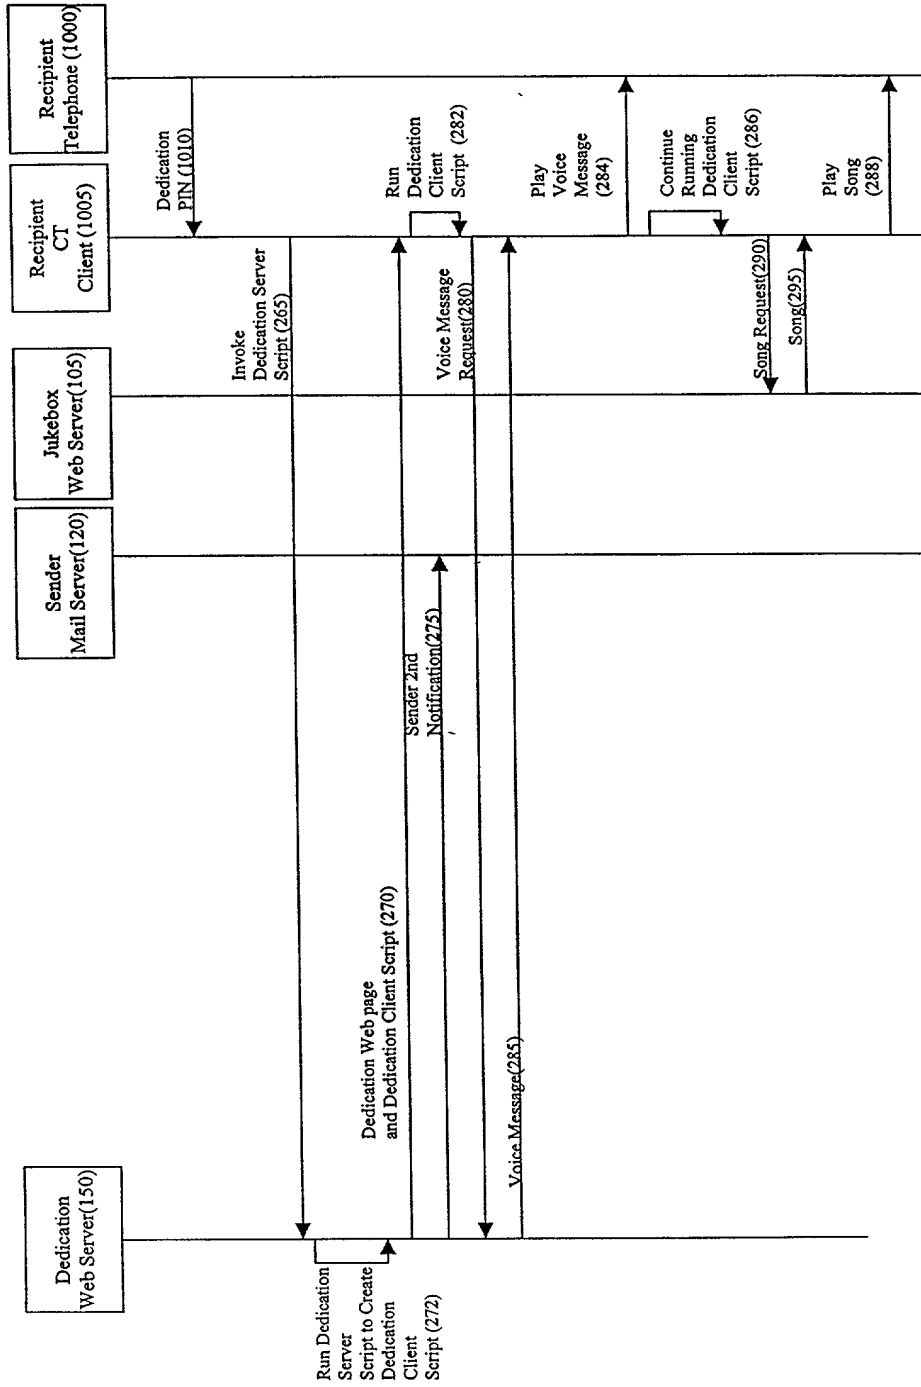 Dedication
Web Server(150)
Sender
Mail Server(120)
Jukebox
Web Server(105)
Recipient
CT
Client (1005)
Recipient
Telephone (1000)
Dedication
PIN (1010)
Invoke
Dedication Server
Script (265)
Run Dedication
Server
Script to Create
Dedication
Client
Script (272)
Dedication Web page
and Dedication Client Script (270)
Run
Dedication
Client
Script (282)
Sender 2nd
Notification(275)
Voice Message
Request(280)
Voice Message(285)
Play
Voice
Message
(284)
Continue
Running
Dedication
Client
Script (286)
Song Request(290)
Song(295)
Play
Song
(288)